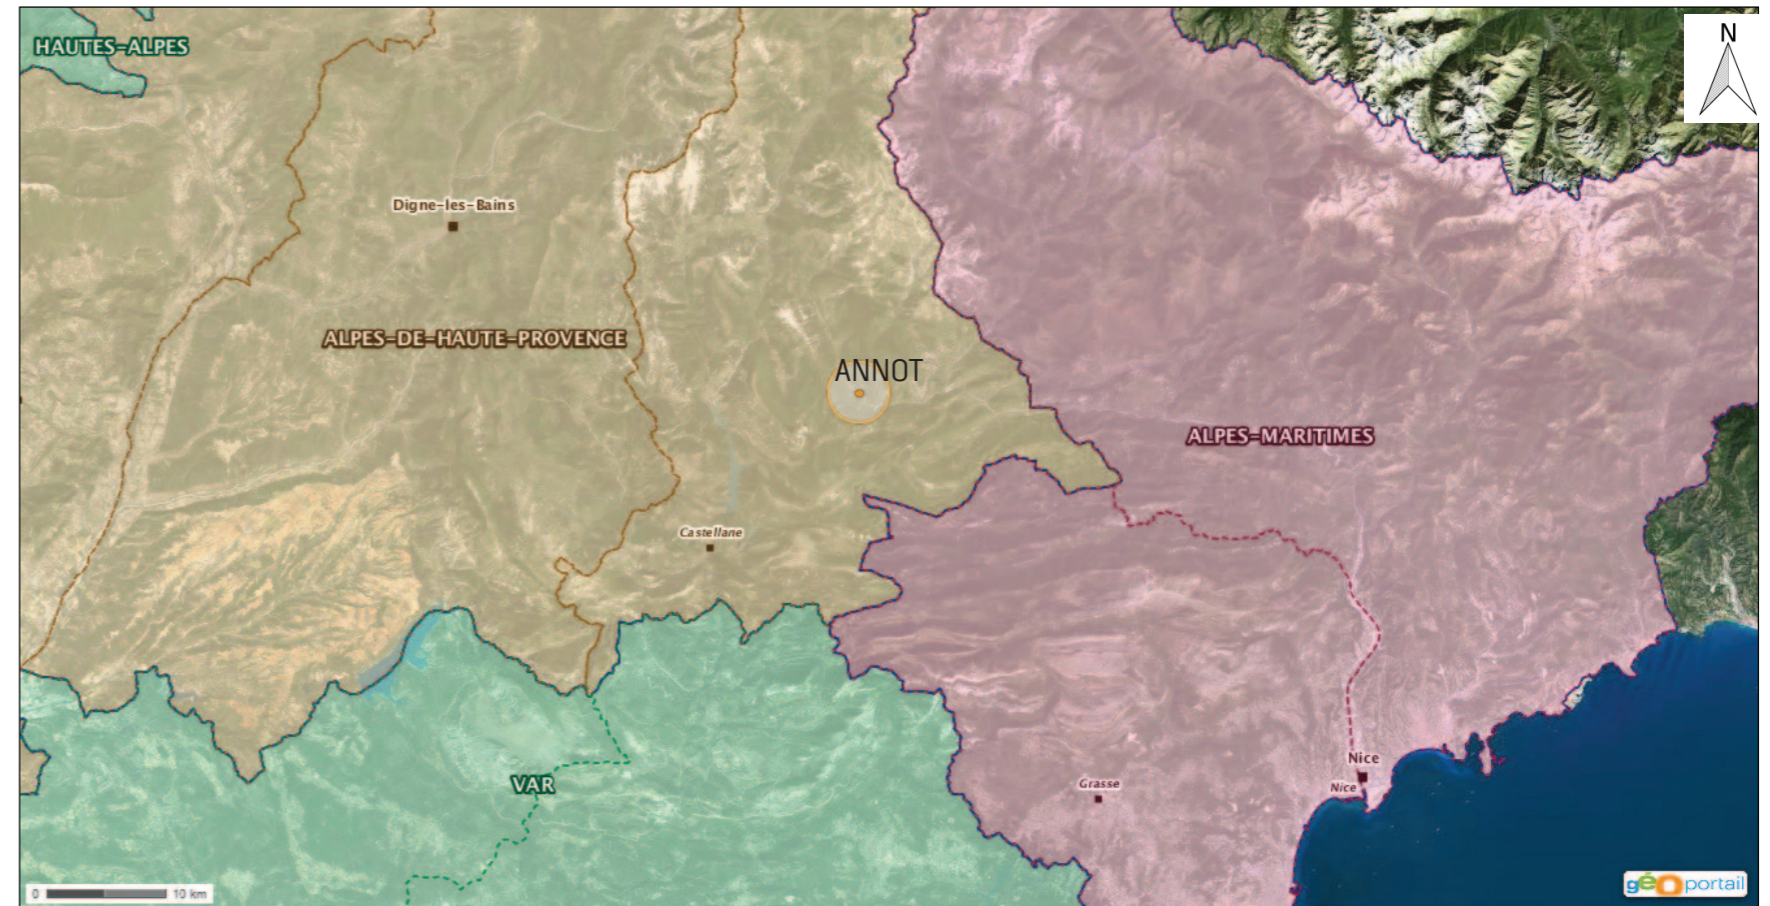 HAUTES-ALPES
N
Digne-les-Bains
ALPES-DE-HAUTE-PROVENCE
ANNOT
ALPES-MARITIMES
Castellane
Nice
Grasse
Nice
VAR
0 10 km
géoportail